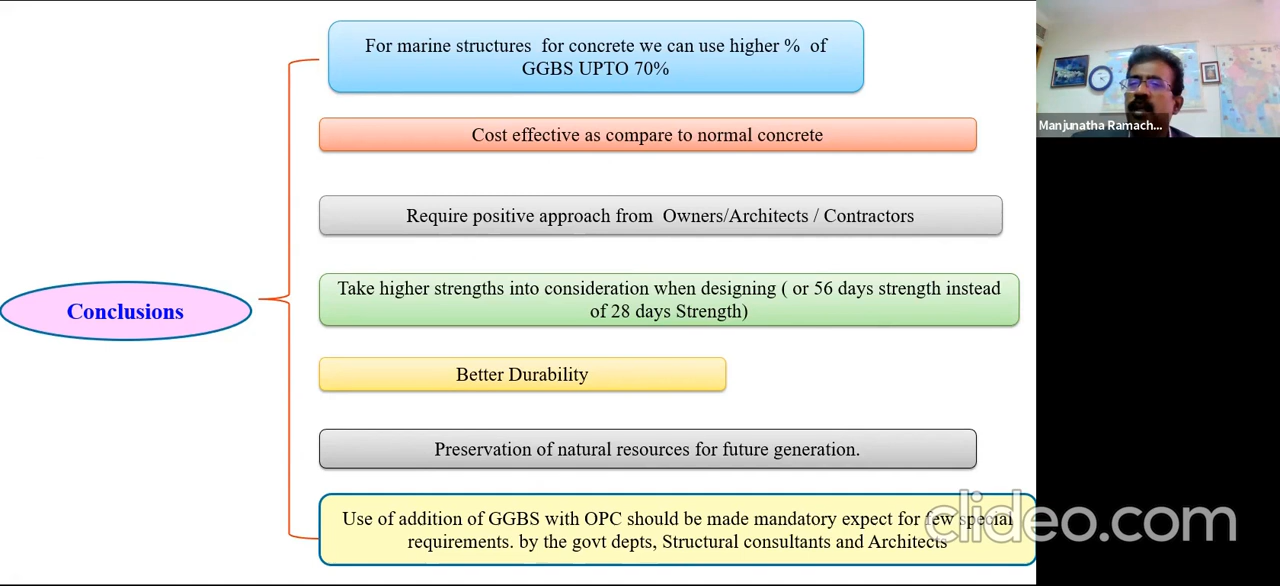 For marine structures for concrete we can use higher % of
GGBS UPTO 70%
Manjunatha Ramach...
Cost effective as compare to normal concrete
Require positive approach from Owners/Architects / Contractors
Take higher strengths into consideration when designing ( or 56 days strength instead
of 28 days Strength)
Conclusions
Better Durability
Preservation of natural resources for future generation.
Use of addition of GGBS with OPC should be made mandatory expect for few special
requirements. by the govt depts, Structural consultants and Architects
clideo.com